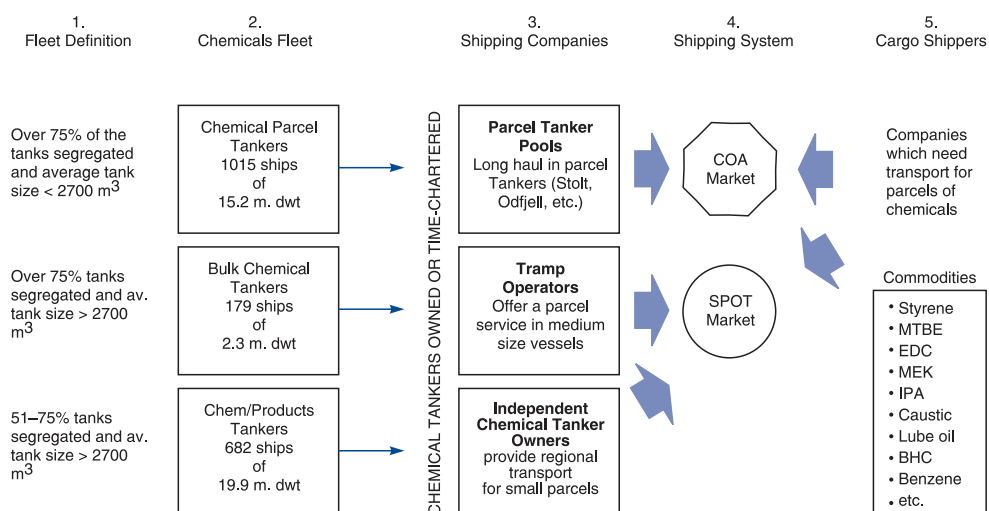 1.
Fleet Definition
2.
Chemicals Fleet
3.
Shipping Companies
4.
Shipping System
5.
Cargo Shippers
Over 75% of the
tanks segregated
and average tank
size < 2700 m3
Chemical Parcel
Tankers
1015 ships
of
15.2 m. dwt
CHEMICAL TANKERS OWNED OR TIME-CHARTERED
Parcel Tanker
Pools
Long haul in parcel
Tankers (Stolt,
Odfjell, etc.)
COA
Market
Companies
which need
transport for
parcels of
chemicals
Over 75% tanks
segregated and av.
tank size > 2700
m3
Bulk Chemical
Tankers
179 ships
of
2.3 m. dwt
Tramp
Operators
Offer a parcel
service in medium
size vessels
SPOT
Market
Commodities
• Styrene
• MTBE
• EDC
• MEK
• IPA
• Caustic
• Lube oil
• BHC
• Benzene
• etc.
51–75% tanks
segregated and av.
tank size > 2700
m3
Chem/Products
Tankers
682 ships
of
19.9 m. dwt
Independent
Chemical Tanker
Owners
provide regional
transport
for small parcels